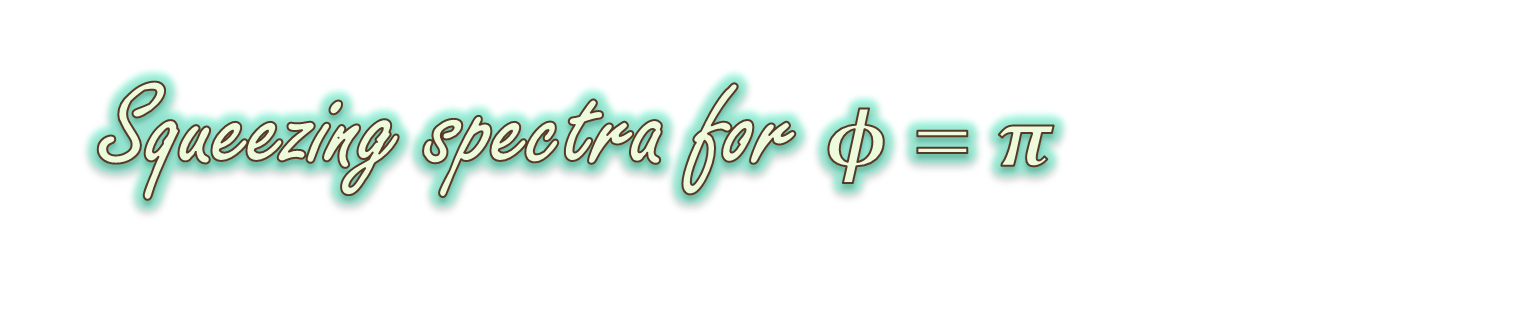 Squeezing spectra for ϕ = π